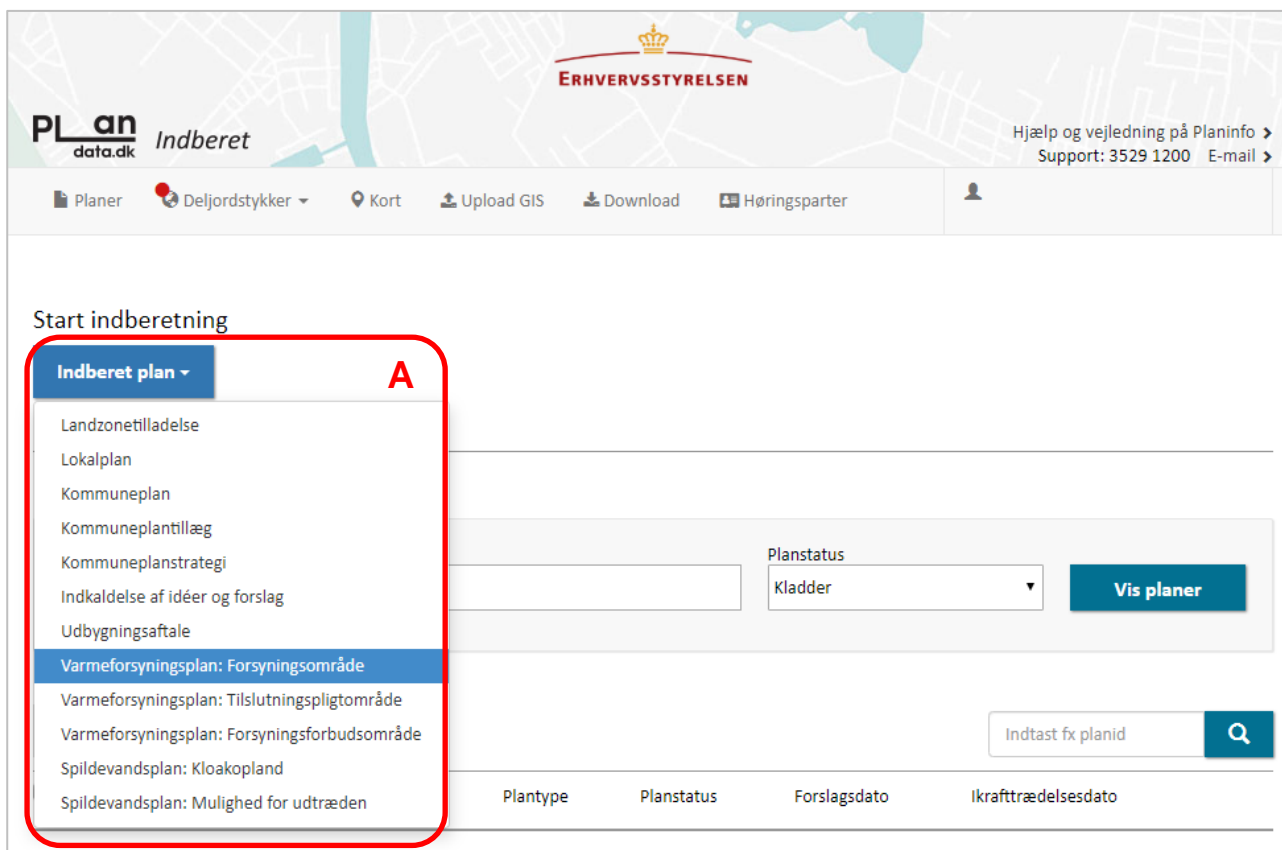 ERHVERVSSTYRELSEN
PLan
data.dk
Indberet
Hjælp og vejledning på Planinfo
Support: 3529 1200 E-mail
Planer Deljordstykker Kort Upload GIS Download Høringsparter
Start indberetning
Indberet plan
A
Landzonetilladelse
Lokalplan
Kommuneplan
Kommuneplantillæg
Kommuneplanstrategi
Indkaldelse af idéer og forslag
Udbygningsaftale
Varmeforsyningsplan: Forsyningsområde
Varmeforsyningsplan: Tilslutningspligtområde
Varmeforsyningsplan: Forsyningsforbudsområde
Spildevandsplan: Kloakopland
Spildevandsplan: Mulighed for udtræden
Planstatus
Kladder
Vis planer
Indtast fx planid
Plantype Planstatus Forslagsdato Ikrafttrædelsesdato